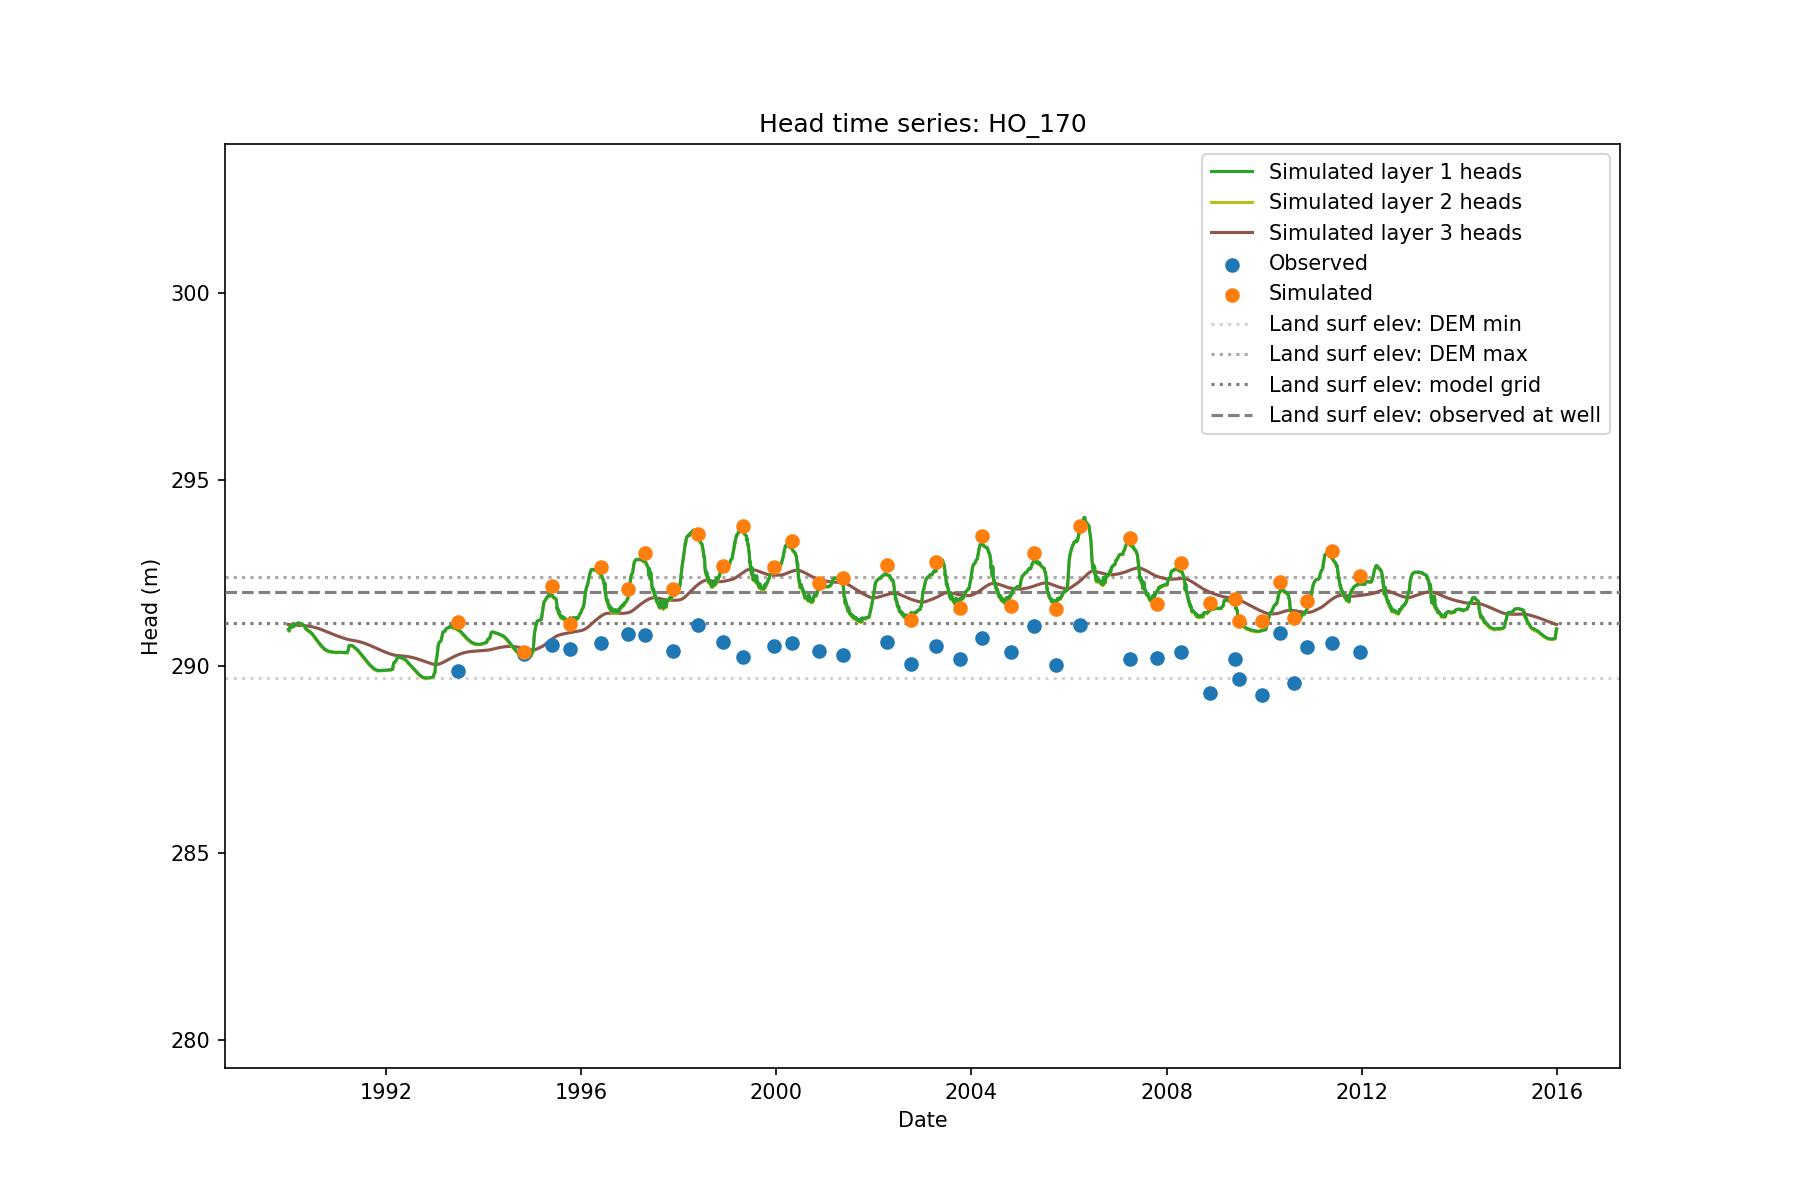 Head time series: HO_170
Simulated layer 1 heads
Simulated layer 2 heads
Simulated layer 3 heads
Observed
Simulated
Land surf elev: DEM min
Land surf elev: DEM max
Land surf elev: model grid
Land surf elev: observed at well
300
295
290
285
280
Head (m)
1992 1996 2000 2004 2008 2012 2016
Date